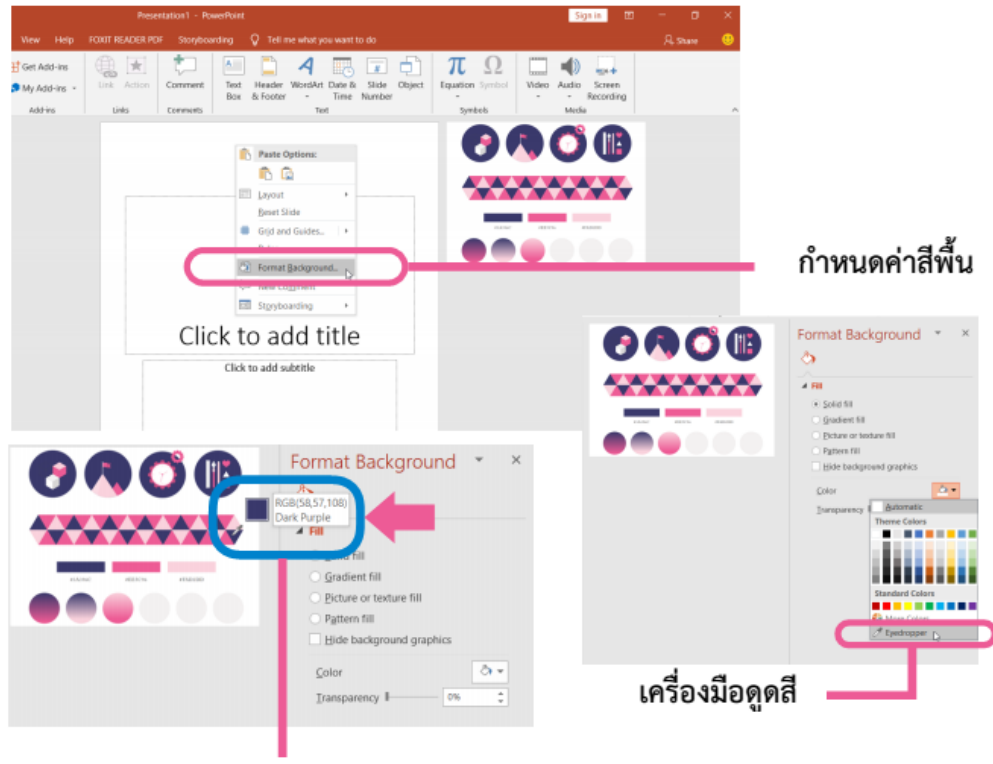 Presentation1 - PowerPoint
Sign in
View Help FOXIT READER PDF Storyboarding Tell me what you want to do
Share
Get Add-ins
My Add-ins
Link Action
Comment
Text Box
Header & Footer
WordArt
Date & Time
Slide Number
Object
Equation Symbol
Video Audio
Screen Recording
Add-ins Links Comments Text Symbols Media
Paste Options:
Layout
Reset Slide
Grid and Guides..
Format Background..
New Comment
Storyboarding
Click to add title
Click to add subtitle
กำหนดค่าสีพื้น
Format Background
Fill
Solid fill
Gradient fill
Picture or texture fill
Pattern fill
Hide background graphics
Color
Transparency
Automatic
Theme Colors
Standard Colors
More Colors
Eyedropper
เครื่องมือดูดสี
Format Background
RGB(58,57,108)
Dark Purple
Fill
fill
Gradient fill
Picture or texture fill
Pattern fill
Hide background graphics
Color
Transparency 0%